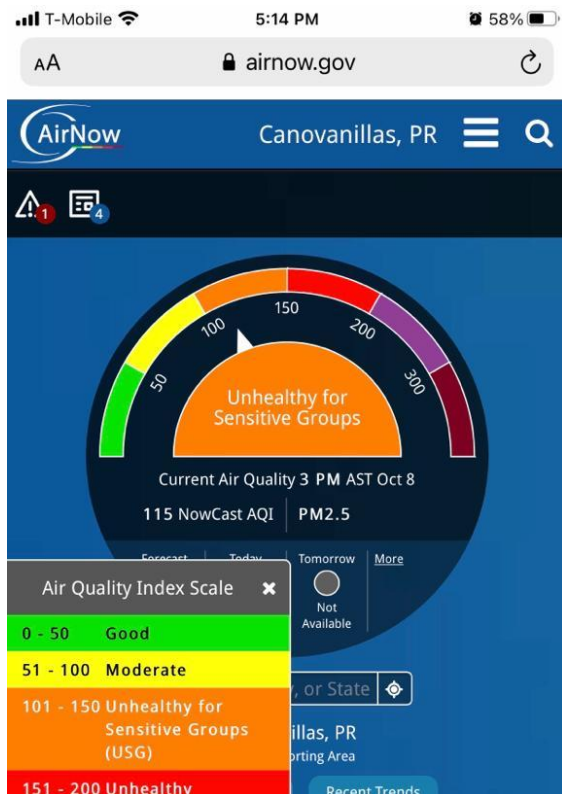 T-Mobile 5:14 PM 58%
AA airnow.gov
AirNow Canovanillas, PR
1 4
50 100 150 200 300
Unhealthy for
Sensitive Groups
Current Air Quality 3 PM AST Oct 8
115 NowCast AQI PM2.5
Forecast Today Tomorrow More
Not
Available
Air Quality Index Scale ×
0 - 50 Good
51 - 100 Moderate
101 - 150 Unhealthy for
Sensitive Groups
(USG)
151 - 200 Unhealthy
, or State
illas, PR
orting Area
Recent Trends